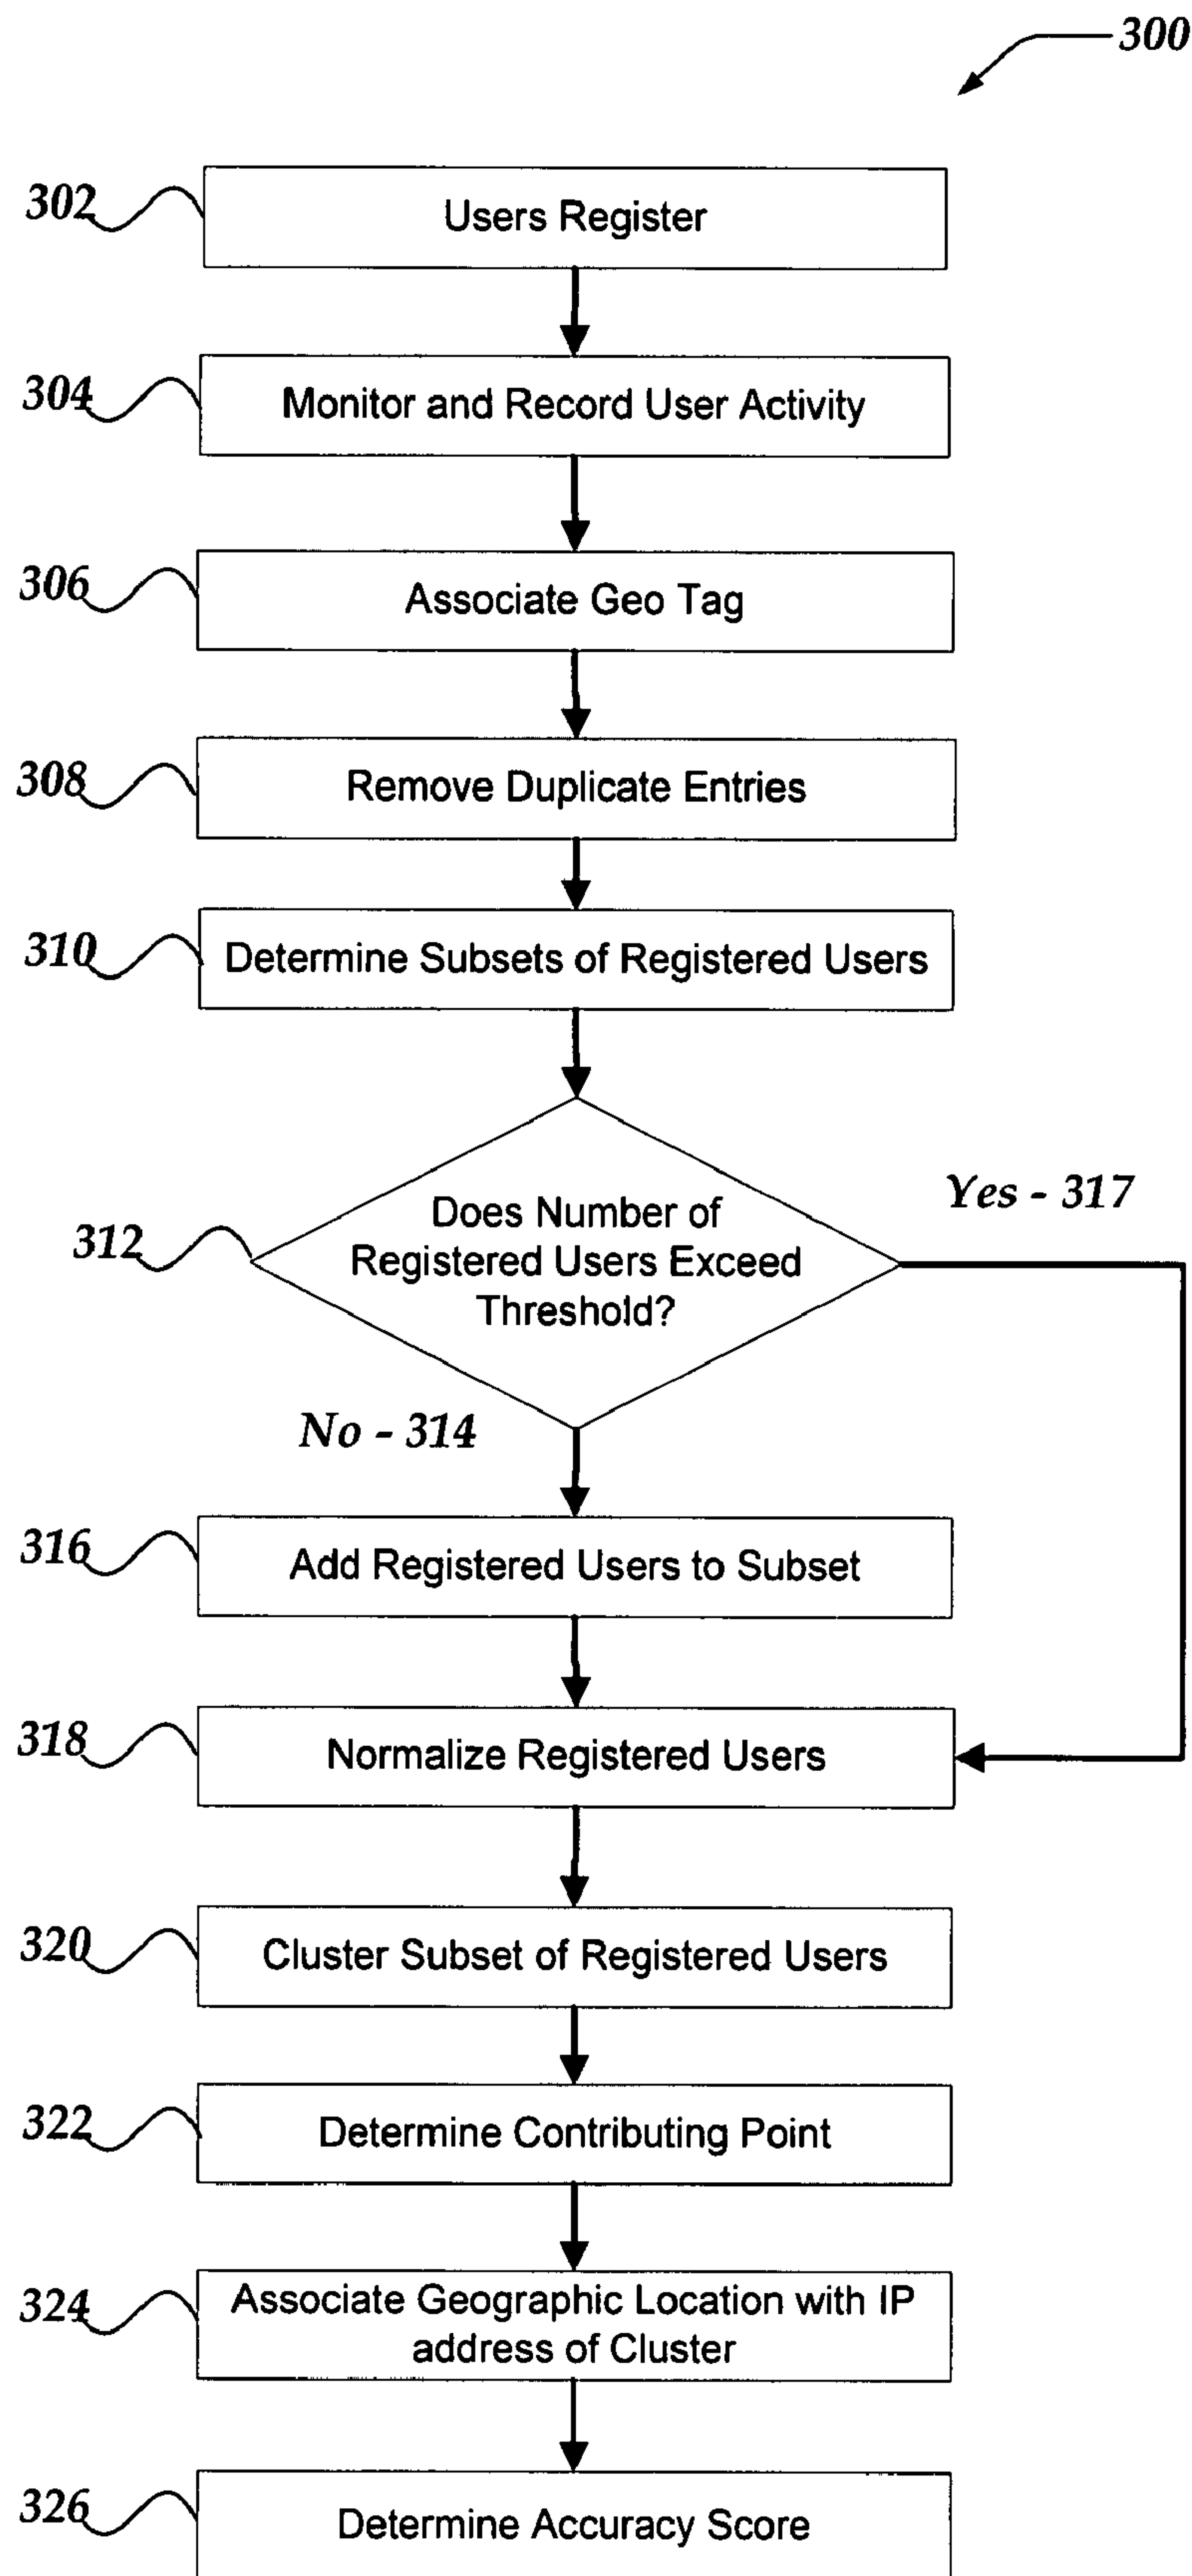 300
302
Users Register
304
Monitor and Record User Activity
306
Associate Geo Tag
308
Remove Duplicate Entries
310
Determine Subsets of Registered Users
312
Does Number of
Registered Users Exceed
Threshold?
Yes - 317
No - 314
316
Add Registered Users to Subset
318
Normalize Registered Users
320
Cluster Subset of Registered Users
322
Determine Contributing Point
324
Associate Geographic Location with IP
address of Cluster
326
Determine Accuracy Score